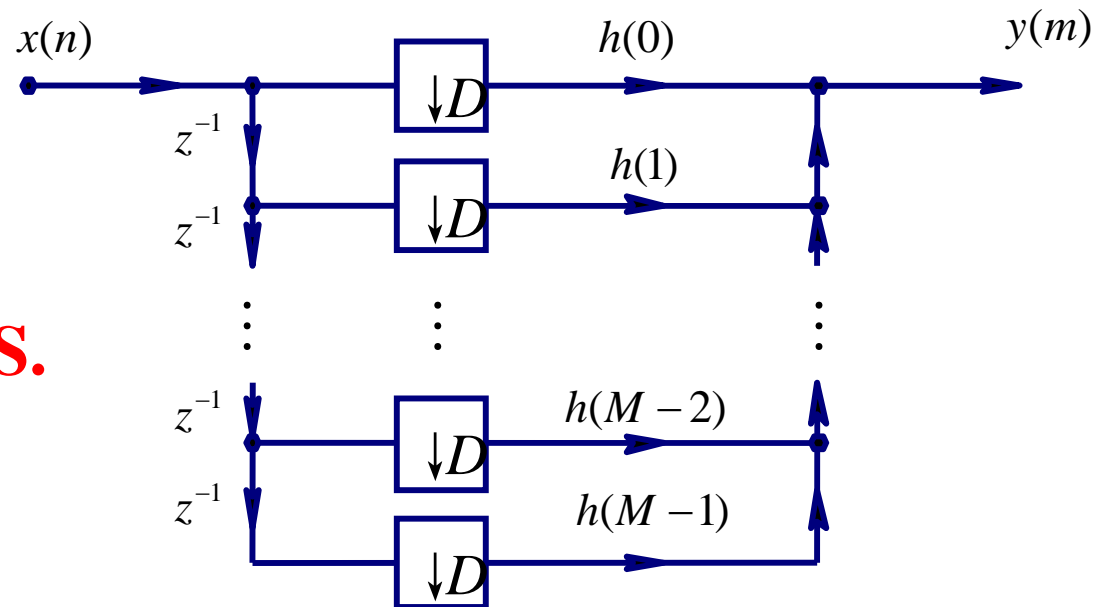 x(n) h(0) y(m)
↓D
z⁻¹
h(1)
↓D
z⁻¹
⋮ ⋮ ⋮
s.
h(M − 2)
z⁻¹
↓D
h(M − 1)
z⁻¹
↓D